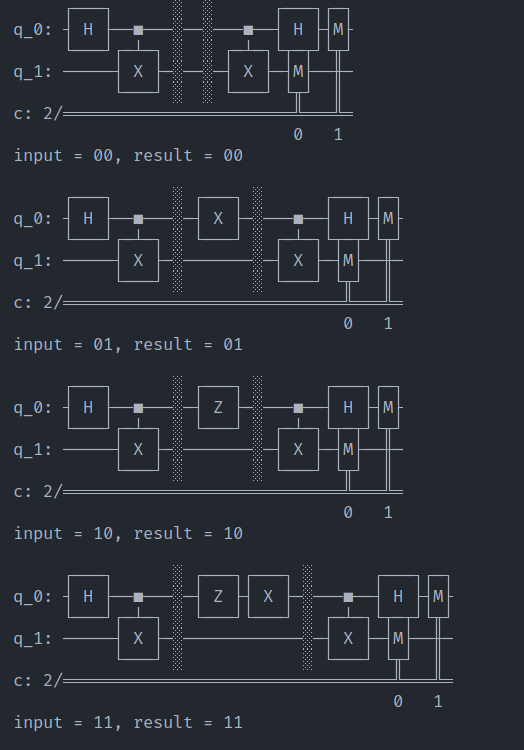 q_0: H ■ ■ H M
q_1: X X M
c: 2/
0 1
input = 00, result = 00
q_0: H ■ X ■ H M
q_1: X X M
c: 2/
0 1
input = 01, result = 01
q_0: H ■ Z ■ H M
q_1: X X M
c: 2/
0 1
input = 10, result = 10
q_0: H ■ Z X ■ H M
q_1: X X M
c: 2/
0 1
input = 11, result = 11